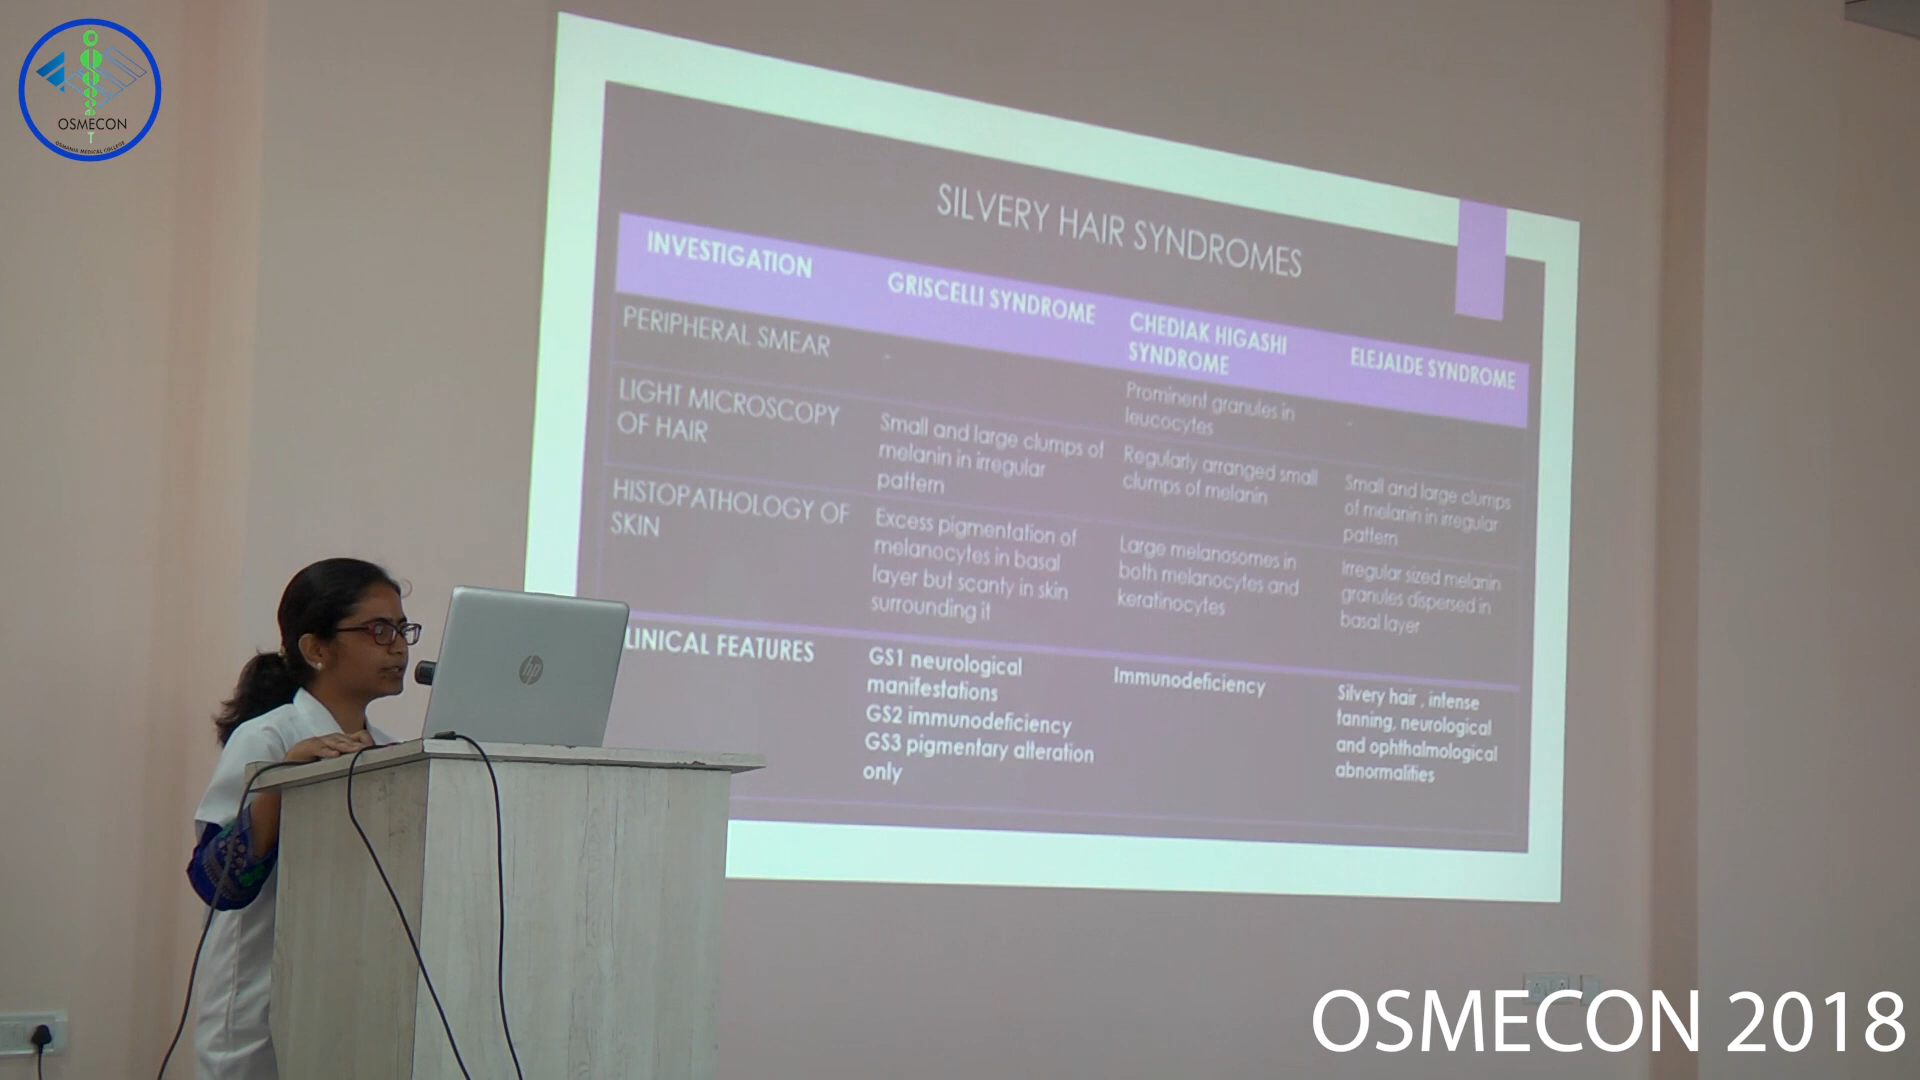 OSMECON
OSMANIA MEDICAL COLLEGE
SILVERY HAIR SYNDROMES
INVESTIGATION
GRISCELLI SYNDROME
CHEDIAK HIGASHI
SYNDROME
ELEJALDE SYNDROME
PERIPHERAL SMEAR
-
Prominent granules in
leucocytes
-
LIGHT MICROSCOPY
OF HAIR
Small and large clumps of
melanin in irregular
pattern
Regularly arranged small
clumps of melanin
Small and large clumps
of melanin in irregular
pattern
HISTOPATHOLOGY OF
SKIN
Excess pigmentation of
melanocytes in basal
layer but scanty in skin
surrounding it
Large melanosomes in
both melanocytes and
keratinocytes
Irregular sized melanin
granules dispersed in
basal layer
LINICAL FEATURES
GS1 neurological
manifestations
GS2 immunodeficiency
GS3 pigmentary alteration
only
Immunodeficiency
Silvery hair , intense
tanning, neurological
and ophthalmological
abnormalities
hp
OSMECON 2018